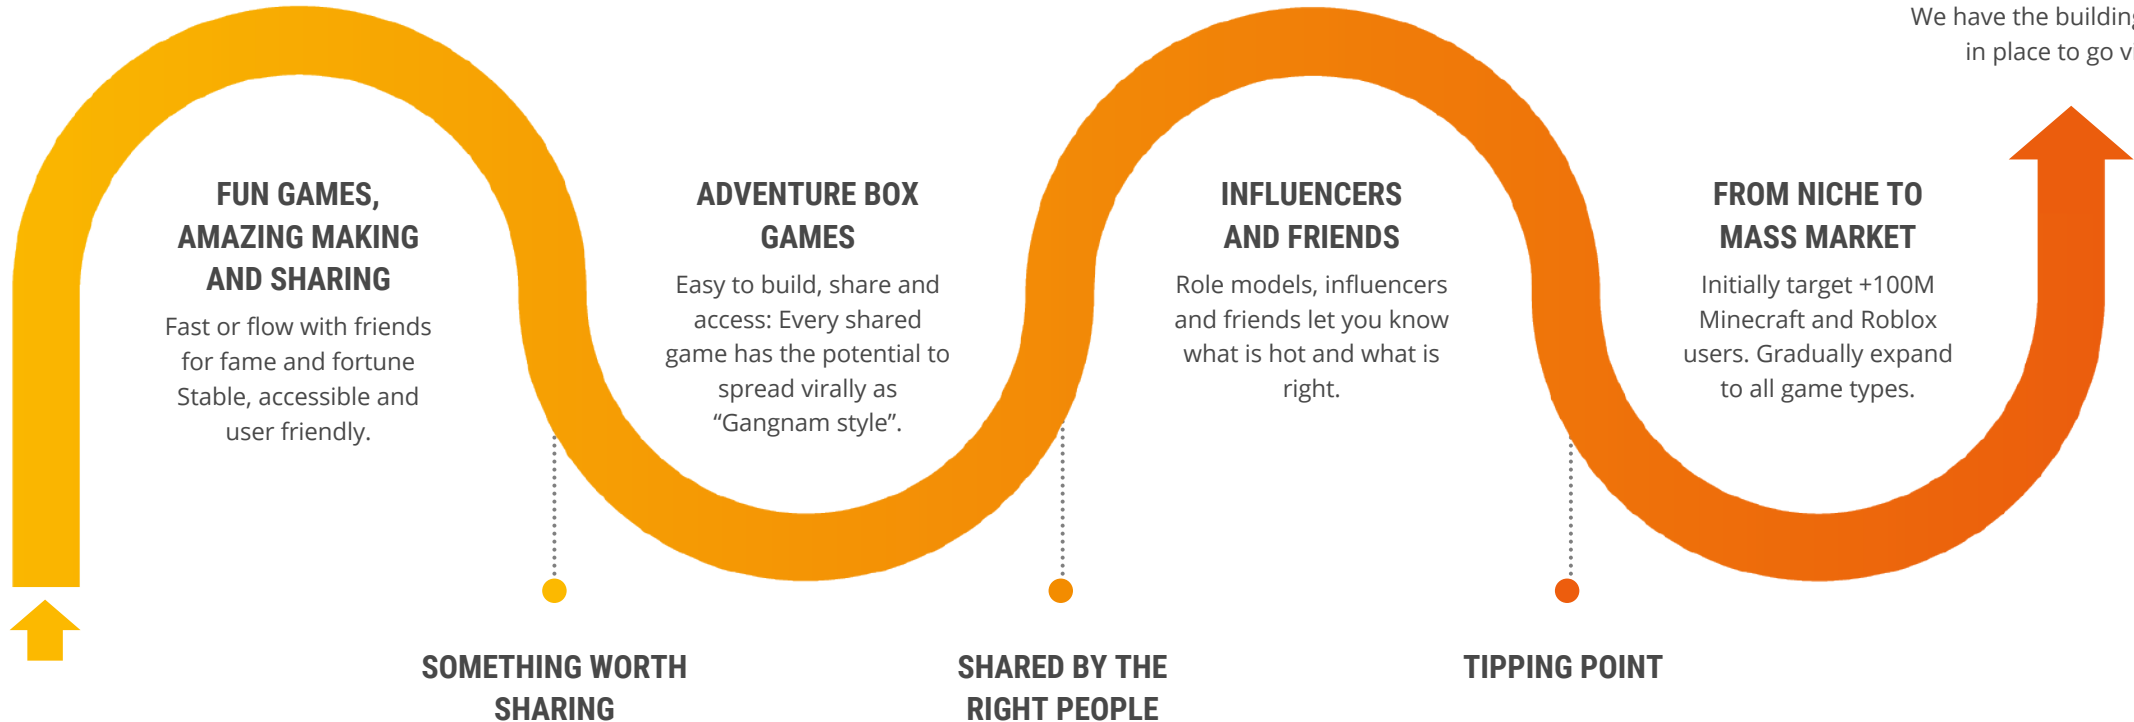 We have the building
in place to go vi
FUN GAMES,
AMAZING MAKING
AND SHARING
Fast or flow with friends
for fame and fortune
Stable, accessible and
user friendly.
ADVENTURE BOX
GAMES
Easy to build, share and
access: Every shared
game has the potential to
spread virally as
“Gangnam style”.
INFLUENCERS
AND FRIENDS
Role models, influencers
and friends let you know
what is hot and what is
right.
FROM NICHE TO
MASS MARKET
Initially target +100M
Minecraft and Roblox
users. Gradually expand
to all game types.
SOMETHING WORTH
SHARING
SHARED BY THE
RIGHT PEOPLE
TIPPING POINT